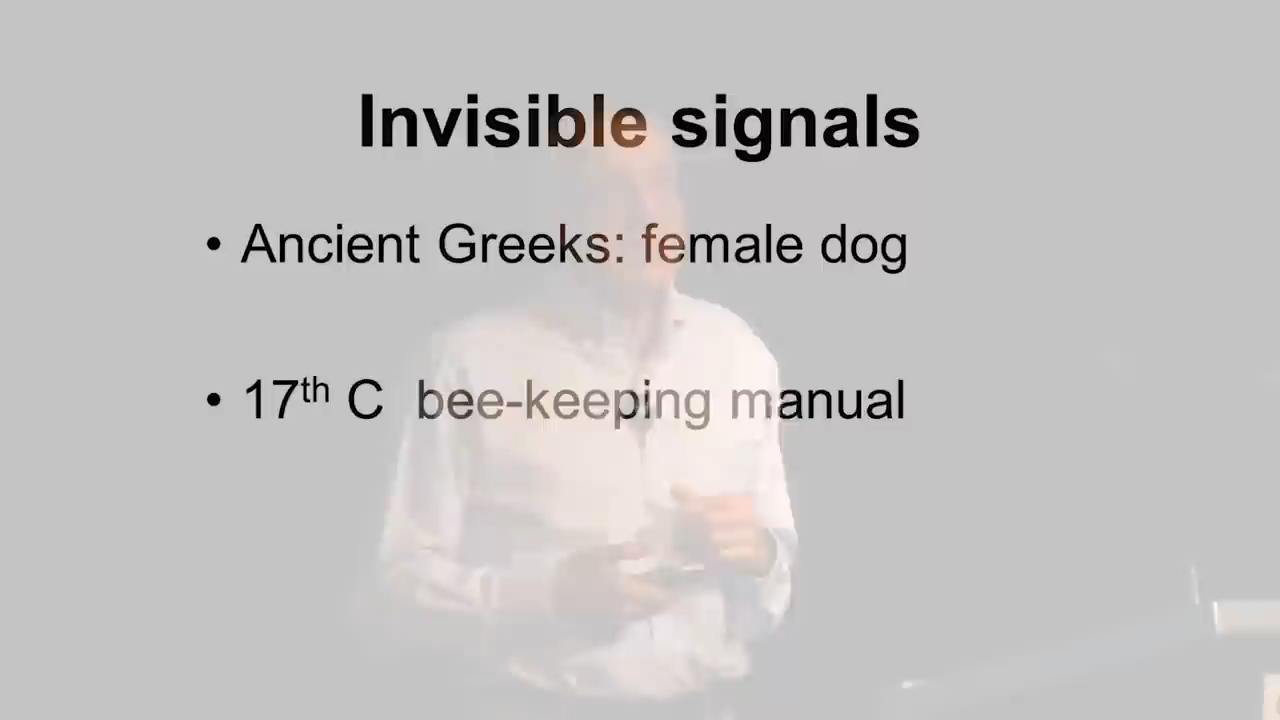 Invisible signals
• Ancient Greeks: female dog
• 17th C bee-keeping manual